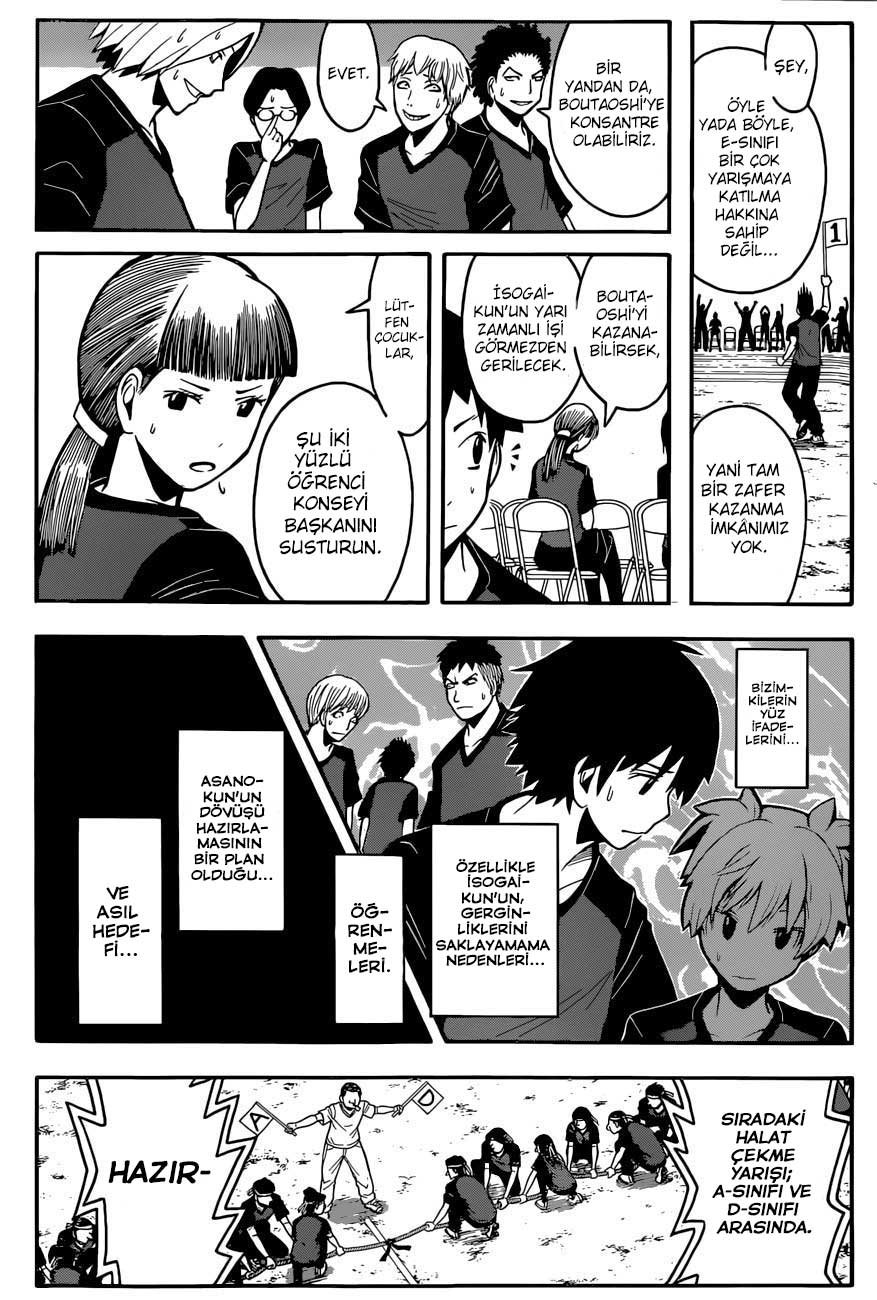 ŞEY,
ÖYLE
YADA BÖYLE,
E-SINIFI
BİR ÇOK
YARIŞMAYA
KATILMA
HAKKINA
SAHİP
DEĞİL...
1
YANİ TAM
BİR ZAFER
KAZANMA
İMKÂNIMIZ
YOK.
BİR
YANDAN DA,
BOUTAOSHİ'YE
KONSANTRE
OLABİLİRİZ.
EVET.
BOUTA-
OSHİ'Yİ
KAZANA-
BİLİRSEK,
İSOGAİ-
KUN'UN YARI
ZAMANLI İŞİ
GÖRMEZDEN
GERİLECEK.
LÜT-
FEN
ÇOCUK-
LAR,
ŞU İKİ
YÜZLÜ
ÖĞRENCİ
KONSEYİ
BAŞKANINI
SUSTURUN.
BİZİM-
KİLERİN
YÜZ
İFADE-
LERİNİ...
ÖZELLİKLE
İSOGAİ-
KUN'UN,
GERGİN-
LİKLERİNİ
SAKLAYAMAMA
NEDENLERİ...
ÖĞ-
REN-
ME-
LERİ.
ASANO-
KUN'UN
DÖVÜŞÜ
HAZIRLA-
MASININ
BİR PLAN
OLDUĞU...
VE
ASIL
HEDE-
Fİ...
SIRADAKİ
HALAT
ÇEKME
YARIŞI;
A-SINIFI VE
D-SINIFI
ARASINDA.
A
D
HAZIR-